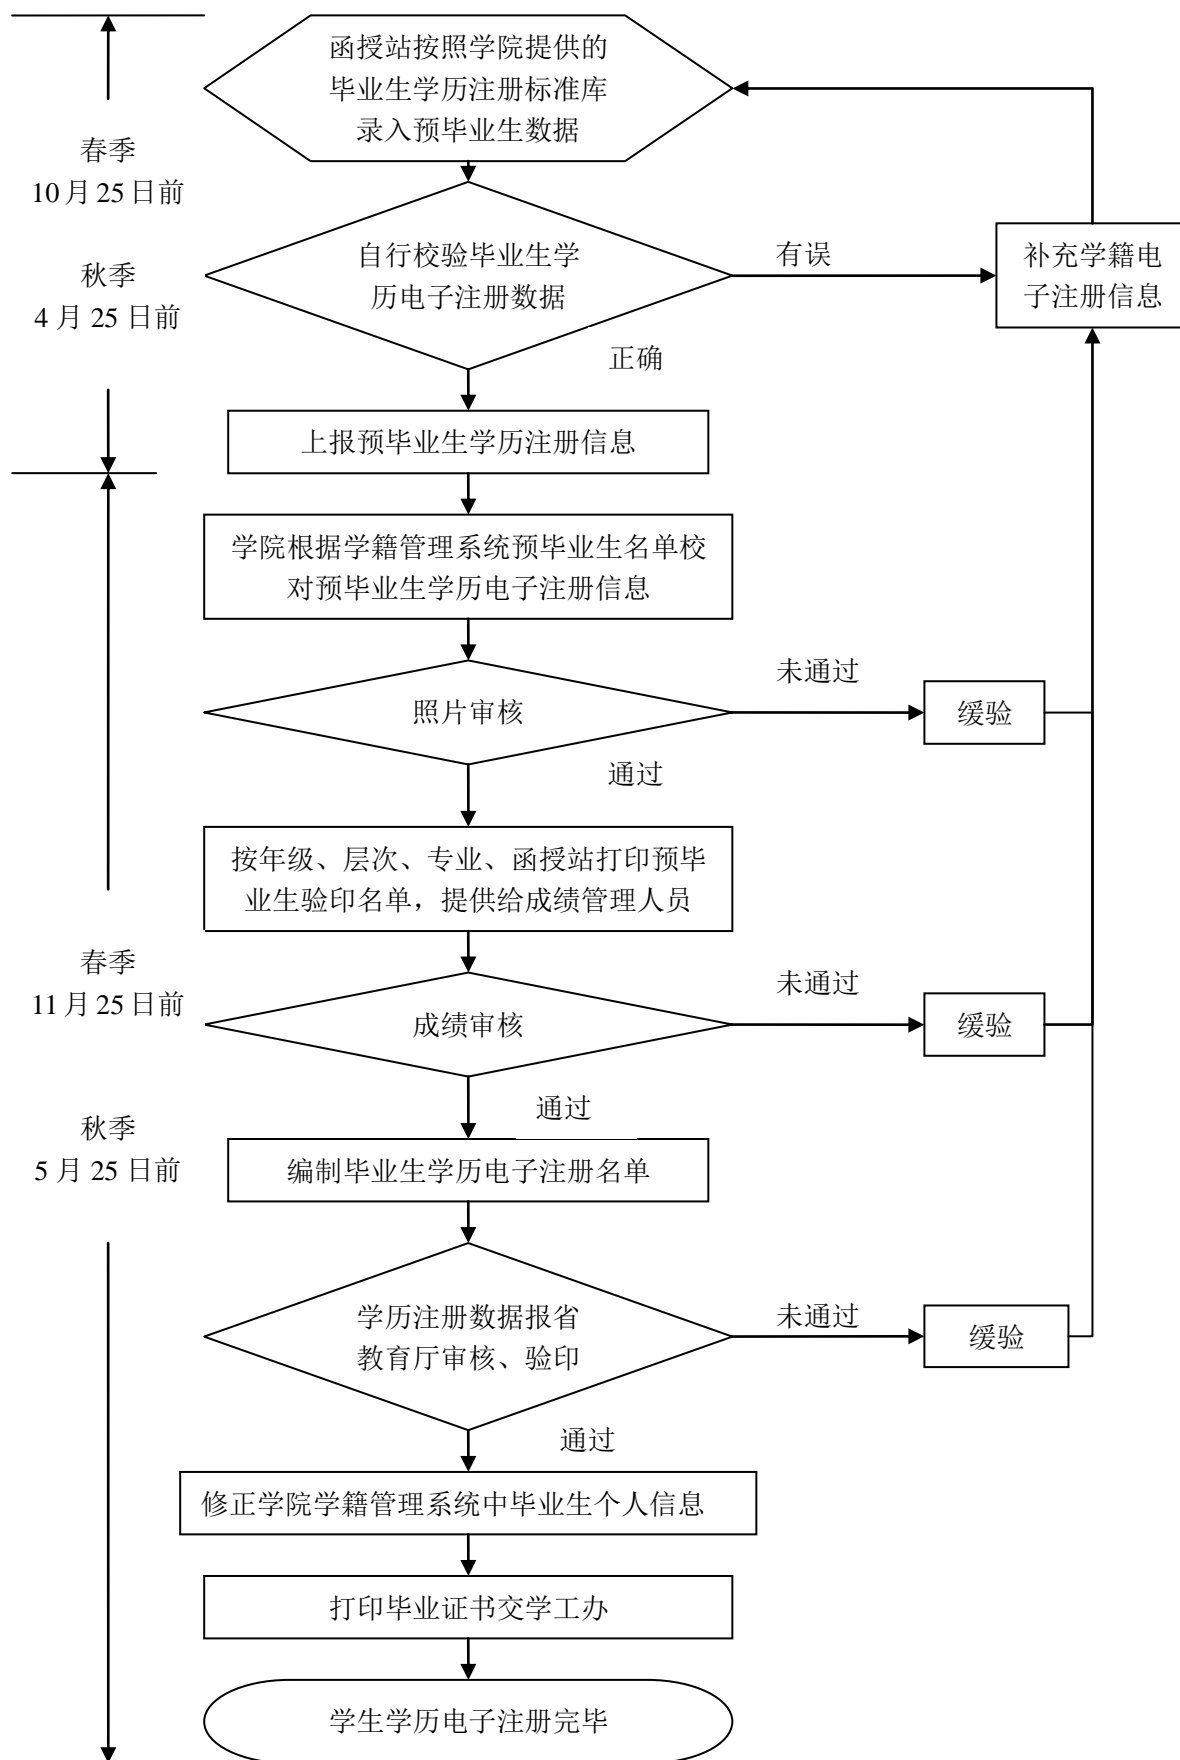 函授站按照学院提供的
毕业生学历注册标准库
录入预毕业生数据
春季
10月25日前
自行校验毕业生学
历电子注册数据
有误
补充学籍电
子注册信息
秋季
4月25日前
正确
上报预毕业生学历注册信息
学院根据学籍管理系统预毕业生名单校
对预毕业生学历电子注册信息
照片审核
未通过
缓验
通过
按年级、层次、专业、函授站打印预毕
业生验印名单，提供给成绩管理人员
春季
11月25日前
成绩审核
未通过
缓验
通过
秋季
5月25日前
编制毕业生学历电子注册名单
学历注册数据报省
教育厅审核、验印
未通过
缓验
通过
修正学院学籍管理系统中毕业生个人信息
打印毕业证书交学工办
学生学历电子注册完毕